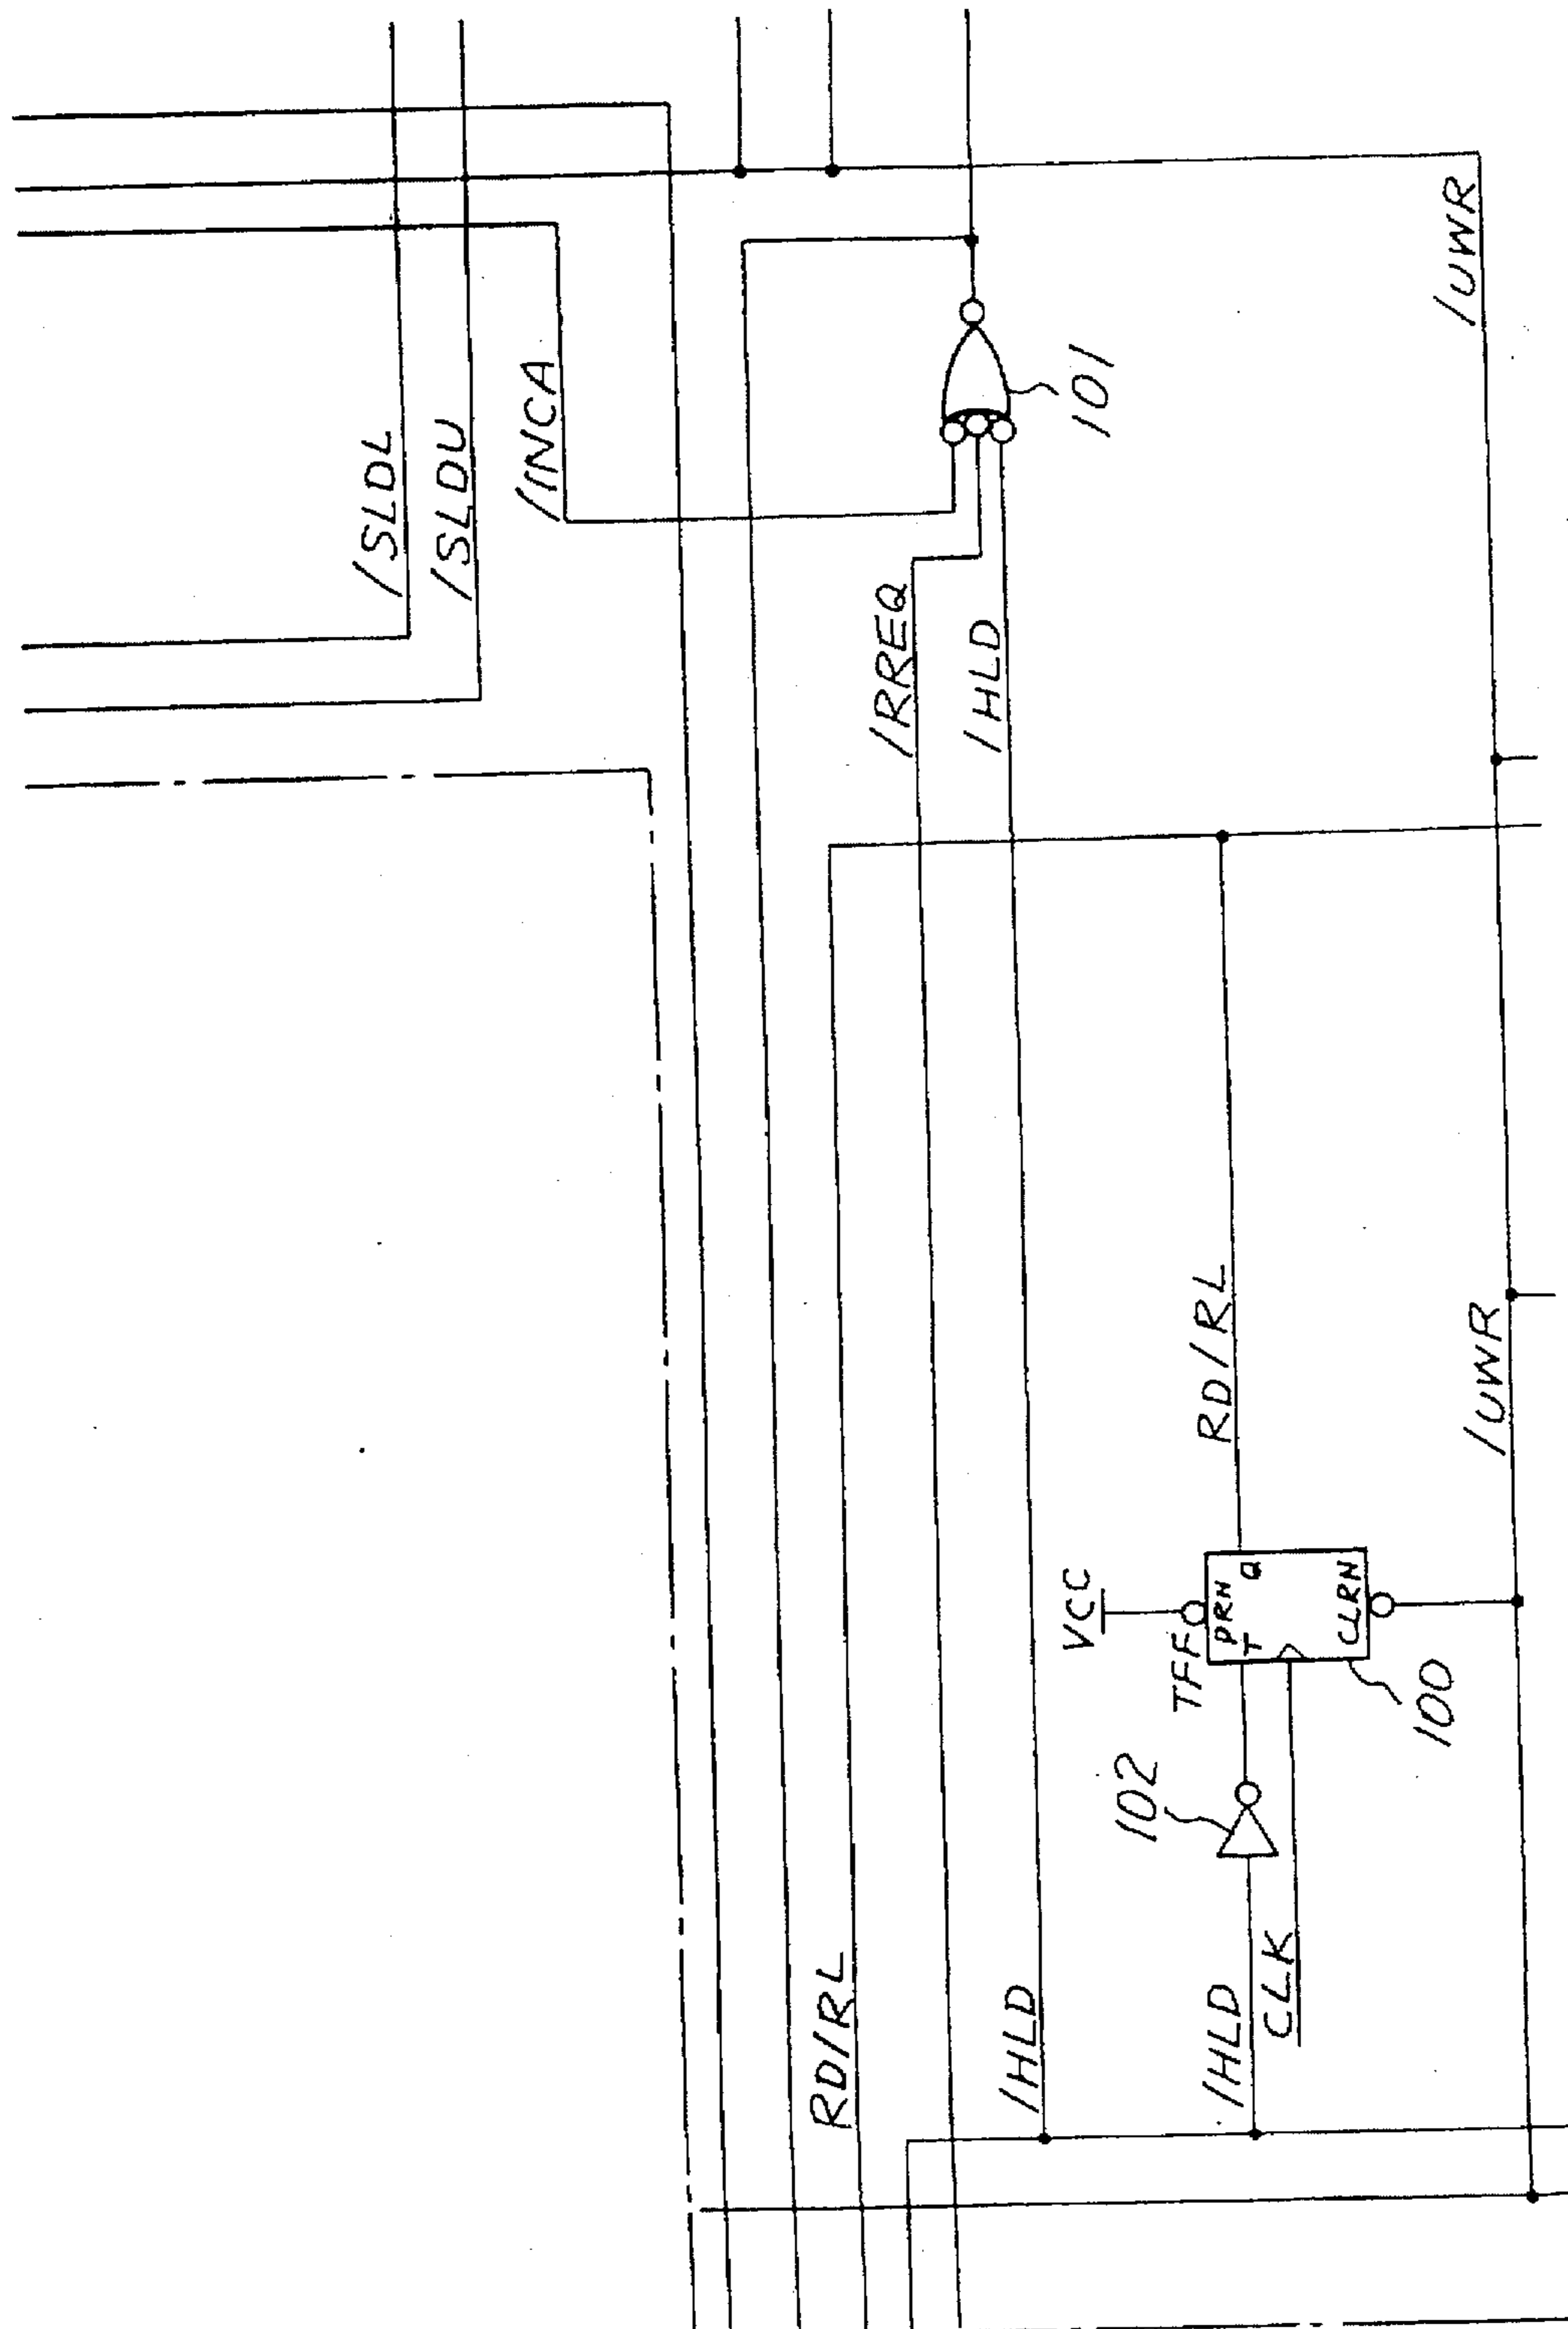 /SLDL
/SLDU
/INCA
101
/UWR
/RREQ
/HLD
RD/RL
/UWR
VCC
TFF
PRN
T
Q
CLRN
100
102
RD/RL
/HLD
/HLD
CLK